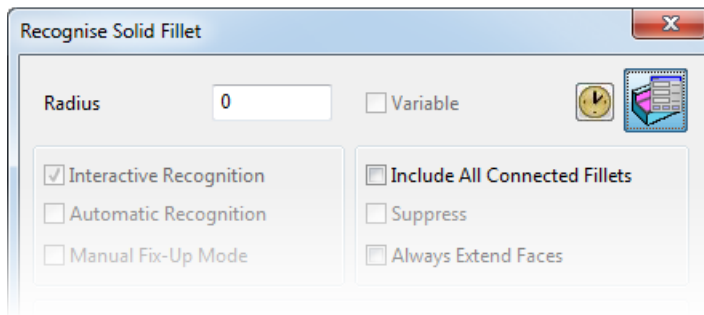 Recognise Solid Fillet
Radius 0 Variable
Interactive Recognition
Automatic Recognition
Manual Fix-Up Mode
Include All Connected Fillets
Suppress
Always Extend Faces